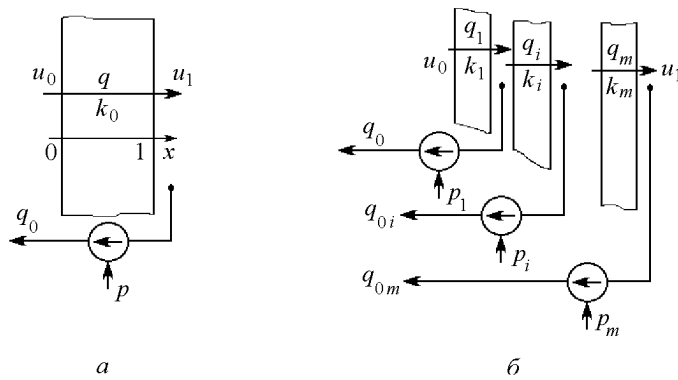 u₀ q u₁
k₀
0 1 x
q₀
p
а
u₀ q₁ qᵢ qₘ u₁
k₁ kᵢ kₘ
q₀
p₁
q₀ᵢ
pᵢ
q₀ₘ
pₘ
б